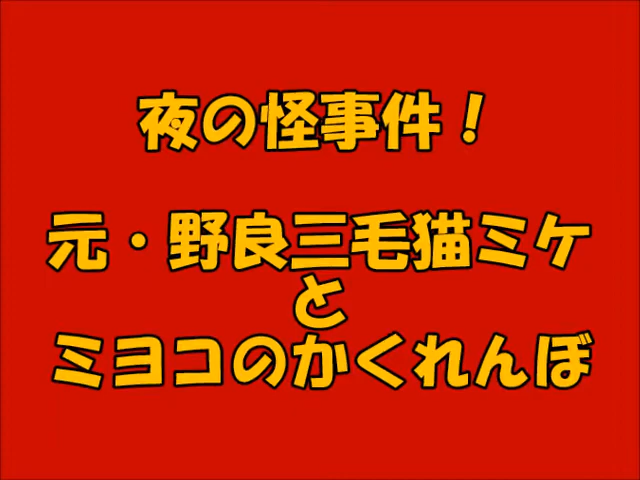 夜の怪事件！
元・野良三毛猫ミケ
と
ミヨコのかくれんぼ